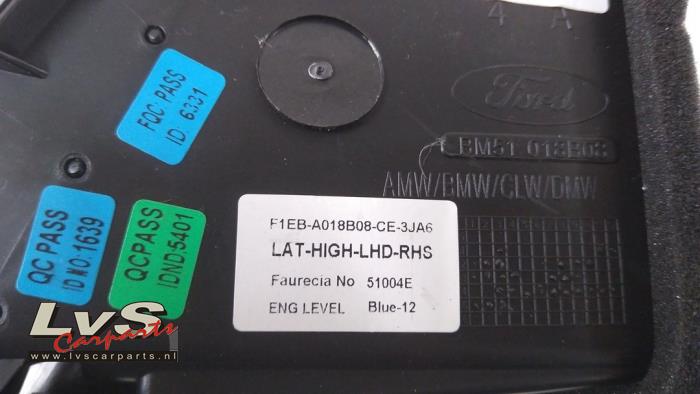 4 A
Ford
BM51 018B08
AMW/BMW/CLW/DMW
FQC: PASS
ID: 6331
QC PASS
ID NO:1639
QCPASS
IDNO:5401
F1EB-A018B08-CE-3JA6
LAT-HIGH-LHD-RHS
Faurecia No 51004E
ENG LEVEL Blue-12
LvS
Carparts
www.lvscarparts.nl